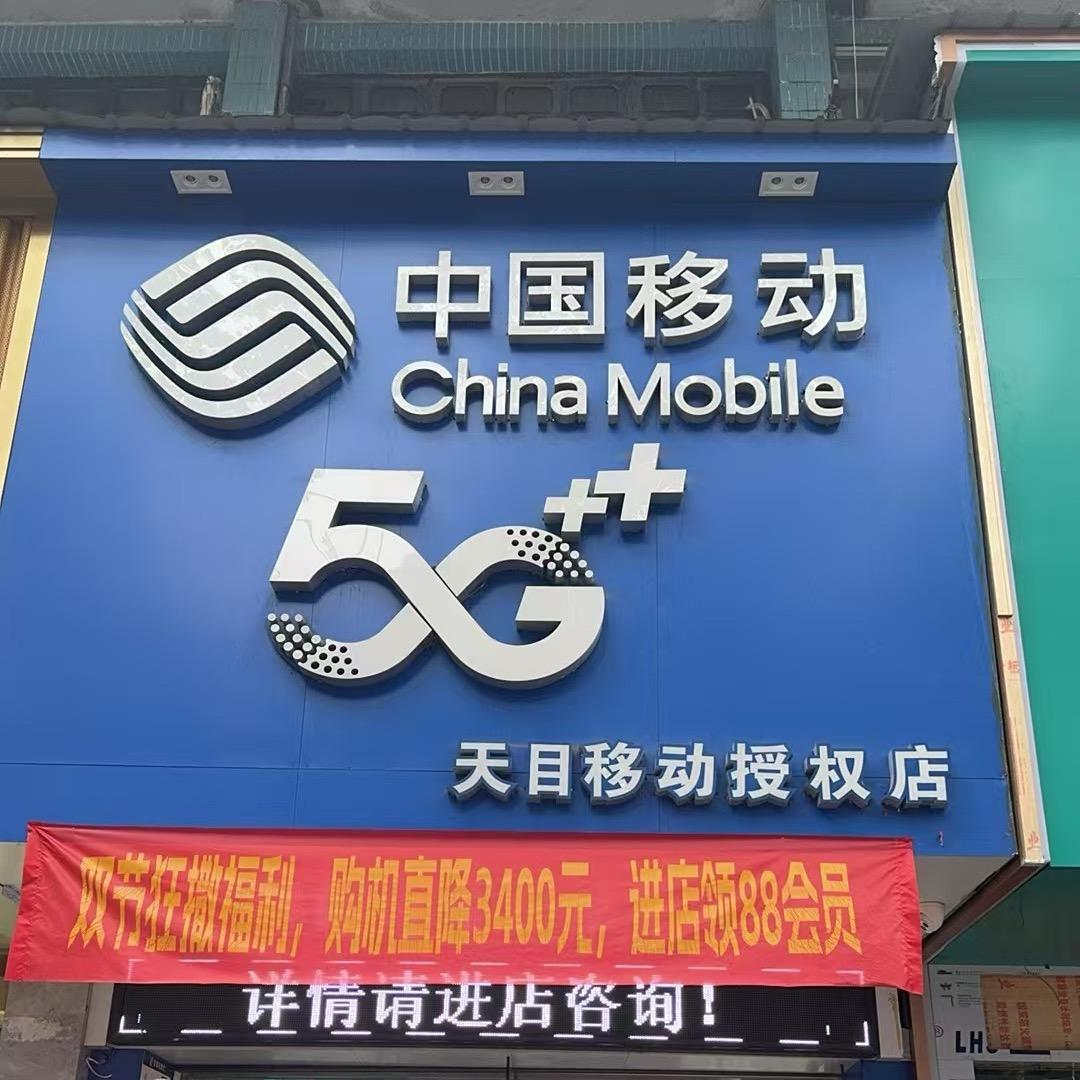 中国移动
China Mobile
5G++
天目移动授权店
双节狂撒福利，购机直降3400元，进店领88会员
详情请进店咨询！